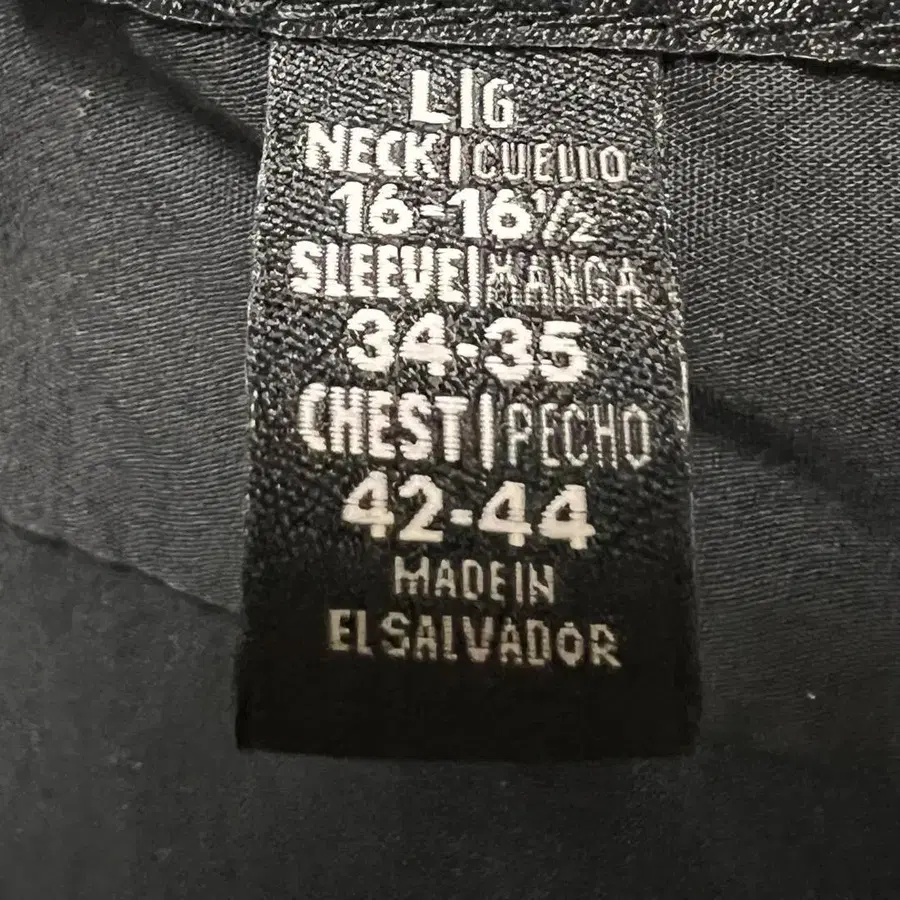 L|G
NECK|CUELLO
16-16½
SLEEVE|MANGA
34-35
CHEST|PECHO
42-44
MADE IN
EL SALVADOR